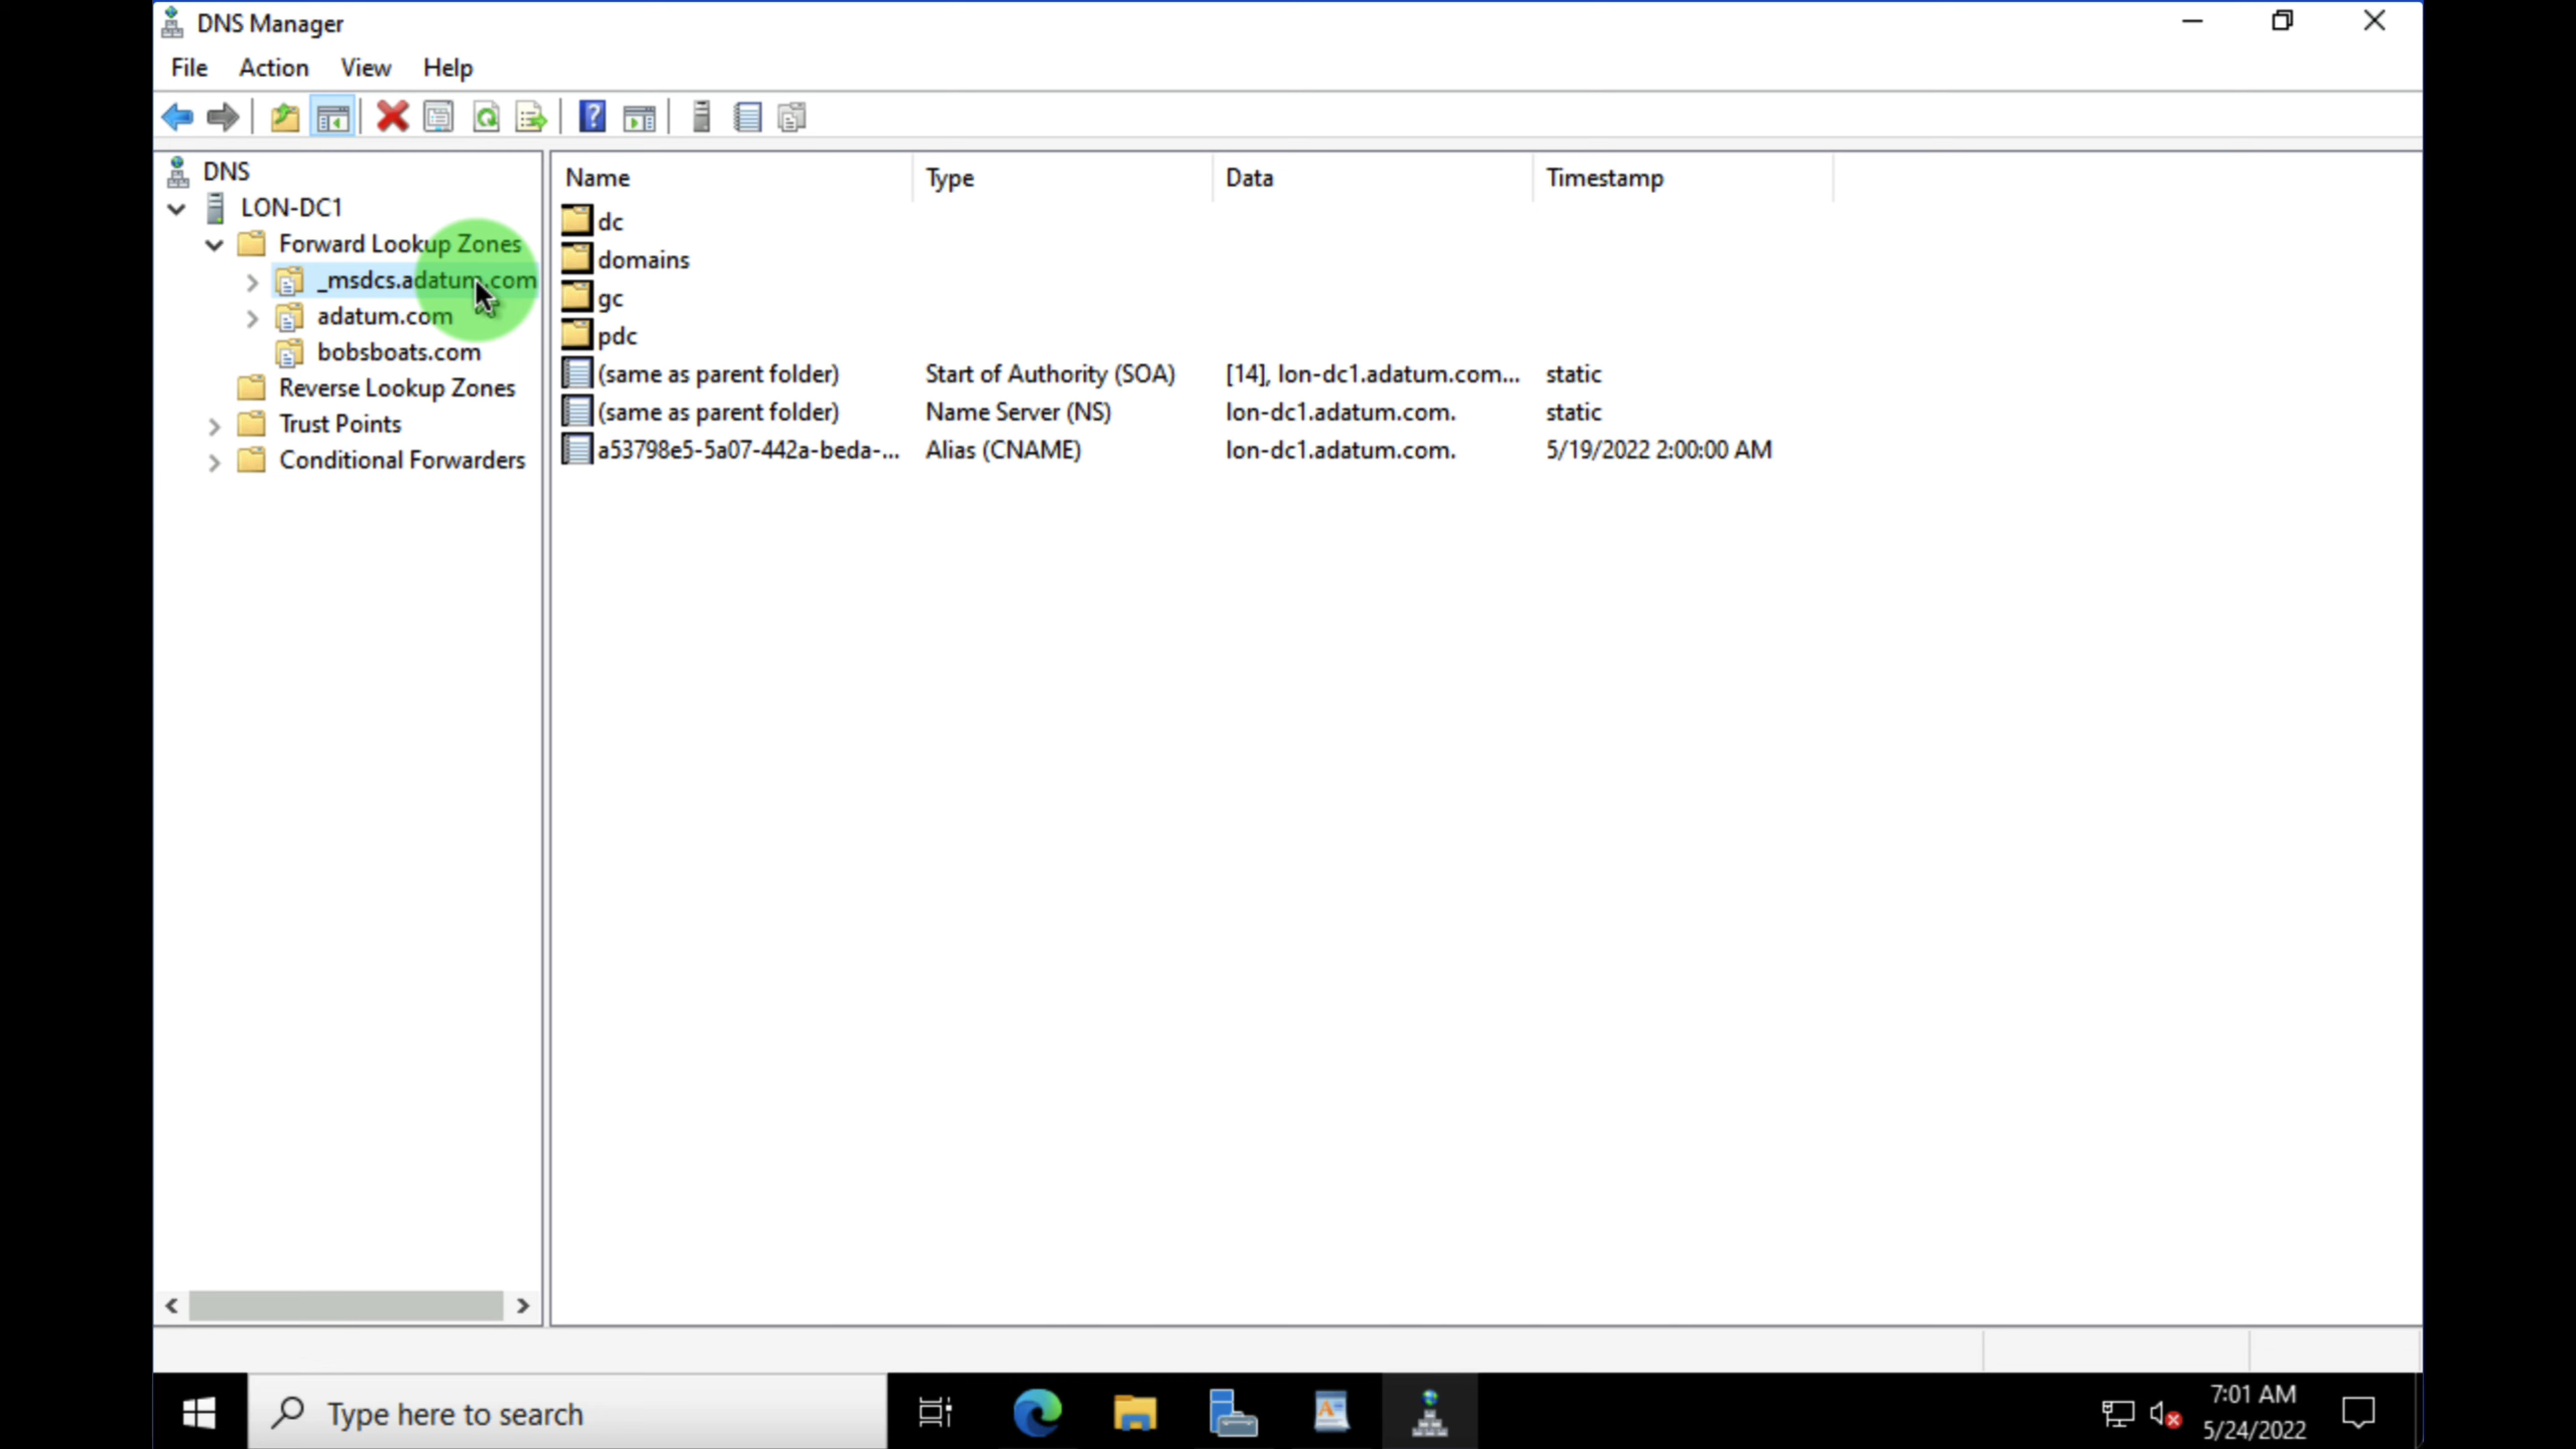 DNS Manager
File Action View Help
DNS
LON-DC1
Forward Lookup Zones
_msdcs.adatum.com
adatum.com
bobsboats.com
Reverse Lookup Zones
Trust Points
Conditional Forwarders
Name Type Data Timestamp
dc
domains
gc
pdc
(same as parent folder) Start of Authority (SOA) [14], lon-dc1.adatum.com... static
(same as parent folder) Name Server (NS) lon-dc1.adatum.com. static
a53798e5-5a07-442a-beda-... Alias (CNAME) lon-dc1.adatum.com. 5/19/2022 2:00:00 AM
Type here to search
7:01 AM
5/24/2022